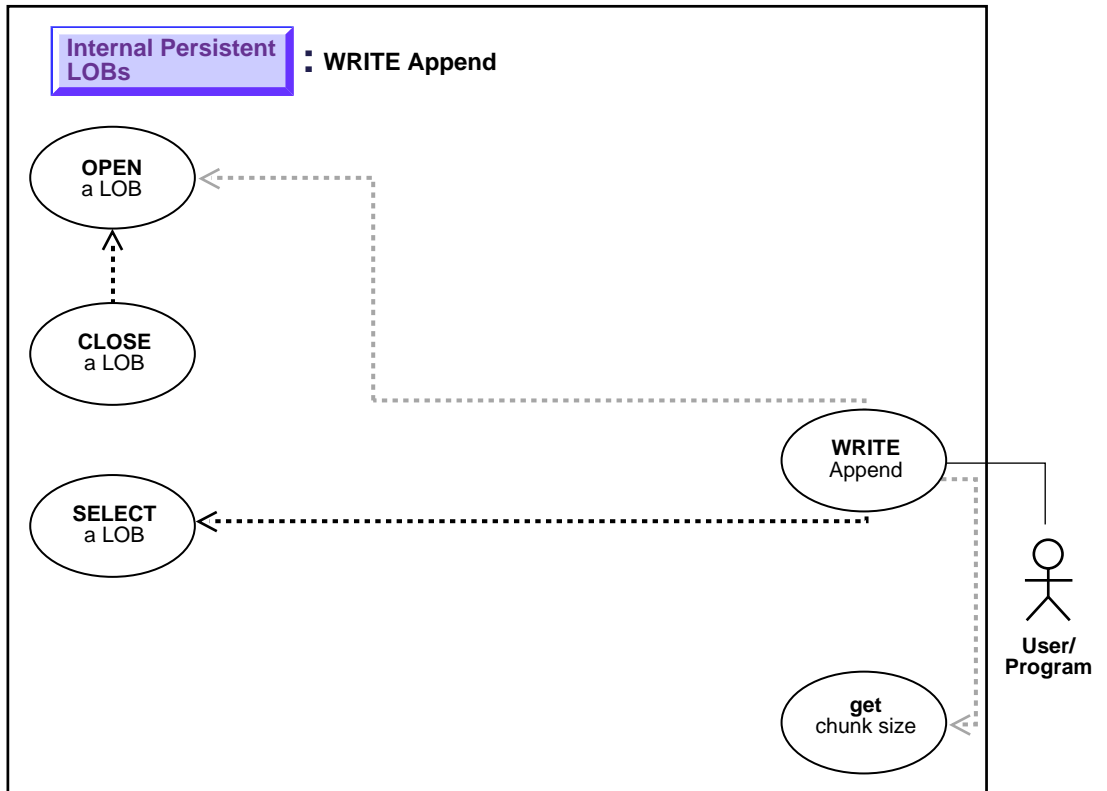 Internal Persistent
LOBs
: WRITE Append
OPEN
a LOB
CLOSE
a LOB
WRITE
Append
SELECT
a LOB
User/
Program
get
chunk size